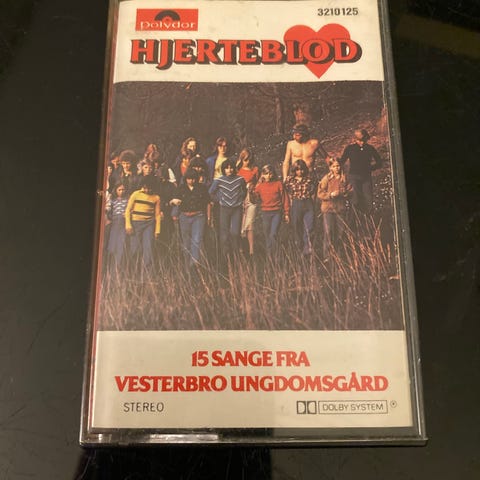 polydor
3210125
HJERTEBLOD
15 SANGE FRA
VESTERBRO UNGDOMSGÅRD
STEREO
DOLBY SYSTEM ®